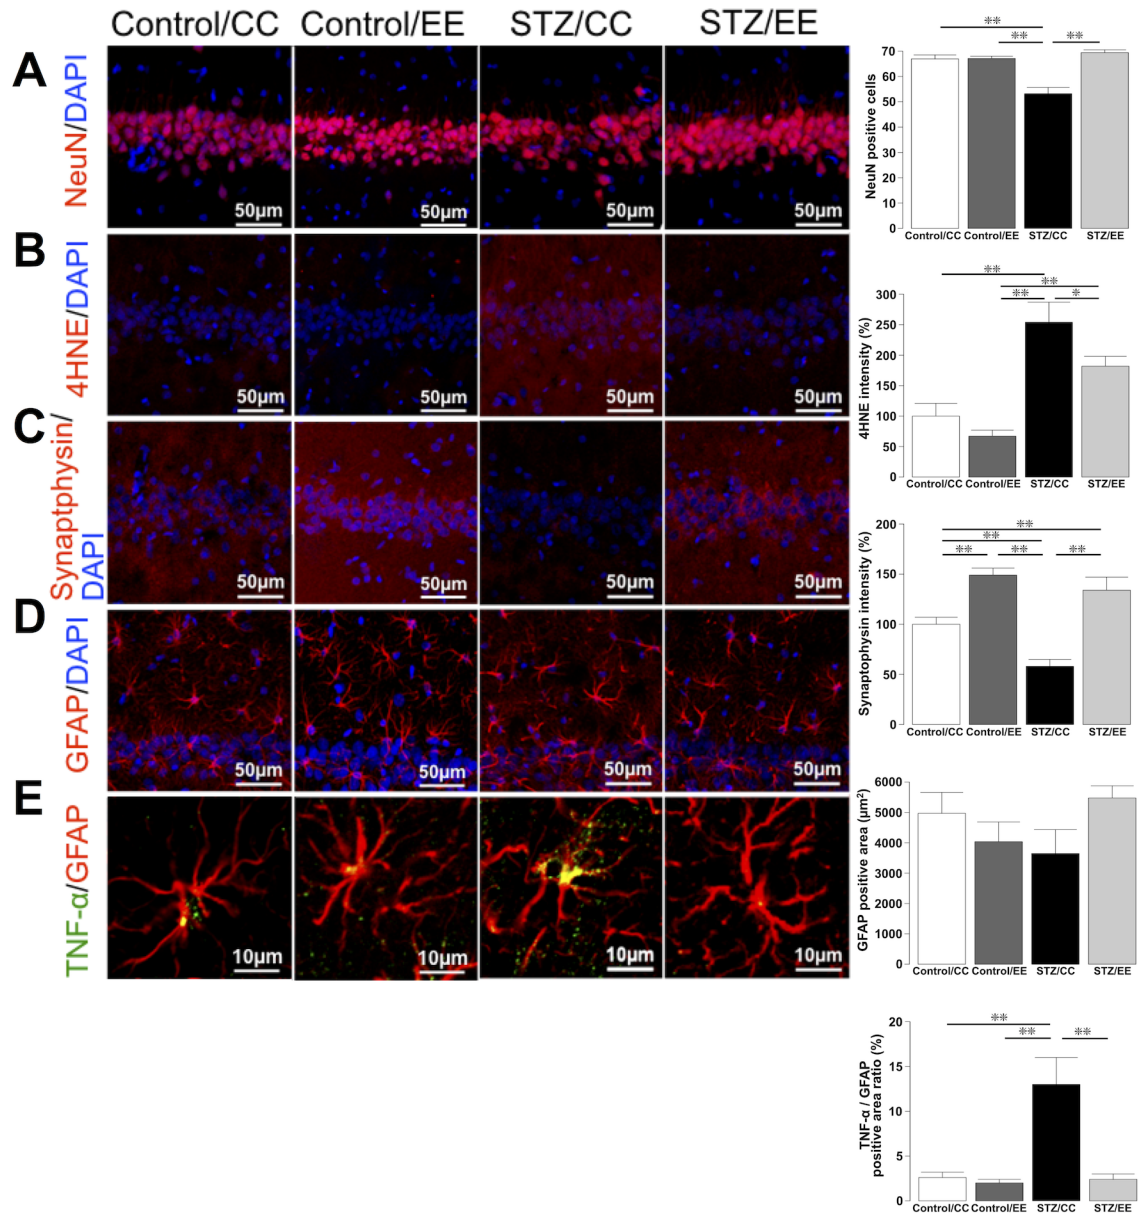 Control/CC Control/EE STZ/CC STZ/EE
A
NeuN/DAPI
50µm 50µm 50µm 50µm
B
4HNE/DAPI
50µm 50µm 50µm 50µm
C
Synaptphysin/
DAPI
50µm 50µm 50µm 50µm
D
GFAP/DAPI
50µm 50µm 50µm 50µm
E
TNF-α/GFAP
10µm 10µm 10µm 10µm
** 
** **
NeuN positive cells
70
60
50
40
30
20
10
0
Control/CC Control/EE STZ/CC STZ/EE
**
**
** *
4HNE intensity (%)
300
250
200
150
100
50
0
Control/CC Control/EE STZ/CC STZ/EE
**
**
** ** **
Synaptophysin intensity (%)
200
150
100
50
0
Control/CC Control/EE STZ/CC STZ/EE
GFAP positive area (µm²)
6000
5000
4000
3000
2000
1000
0
Control/CC Control/EE STZ/CC STZ/EE
**
** **
TNF-α / GFAP
positive area ratio (%)
20
15
10
5
0
Control/CC Control/EE STZ/CC STZ/EE